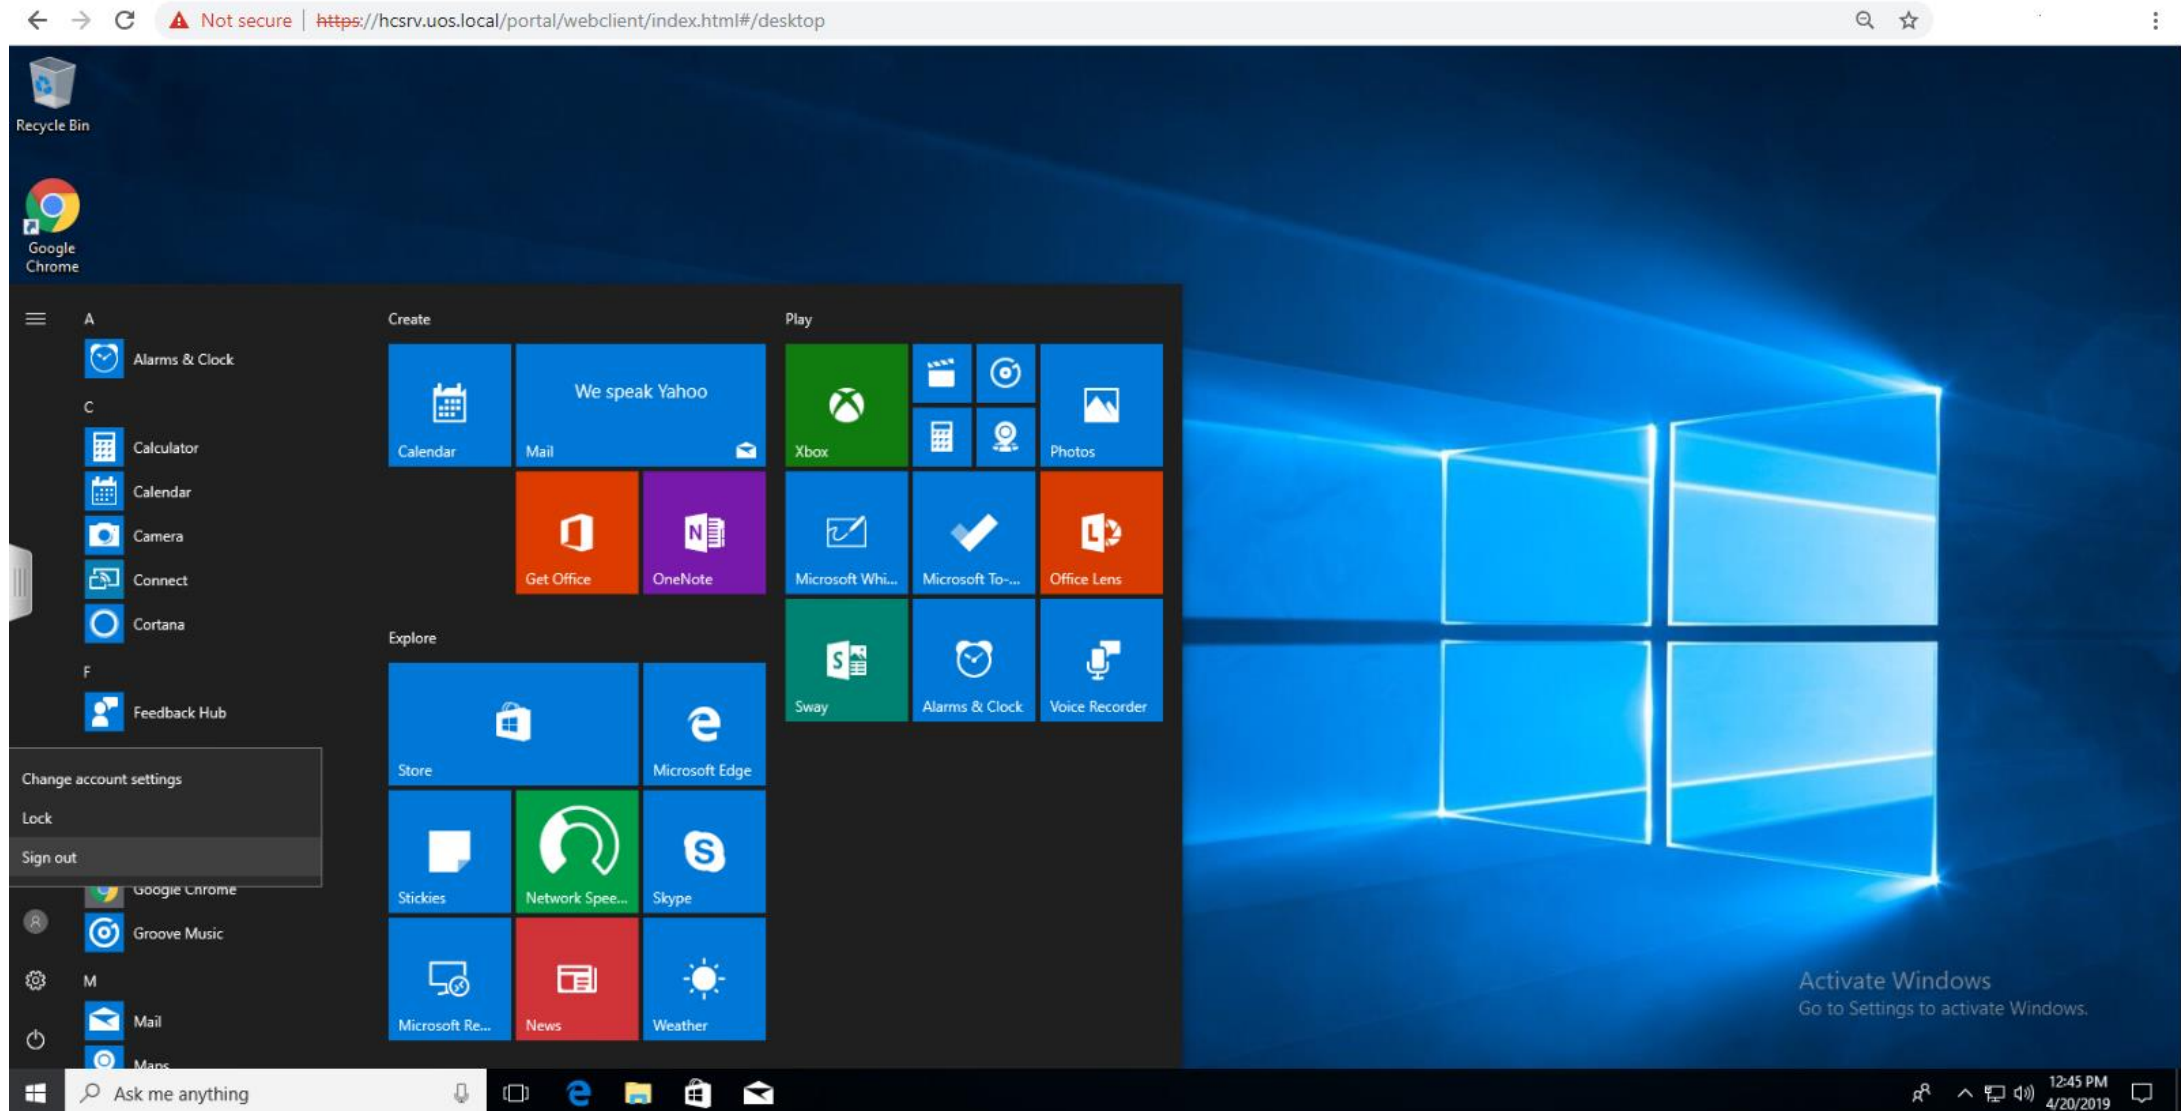 Not secure | https://hcsrv.uos.local/portal/webclient/index.html#/desktop
Recycle Bin
Google
Chrome
A
Alarms & Clock
C
Calculator
Calendar
Camera
Connect
Cortana
F
Feedback Hub
Change account settings
Lock
Sign out
Google Chrome
Groove Music
M
Mail
Maps
Create
Calendar
We speak Yahoo
Mail
Get Office
OneNote
Explore
Store
Microsoft Edge
Stickies
Network Spee...
Skype
Microsoft Re...
News
Weather
Play
Xbox
Photos
Microsoft Whi...
Microsoft To-...
Office Lens
Sway
Alarms & Clock
Voice Recorder
Activate Windows
Go to Settings to activate Windows.
Ask me anything
12:45 PM
4/20/2019